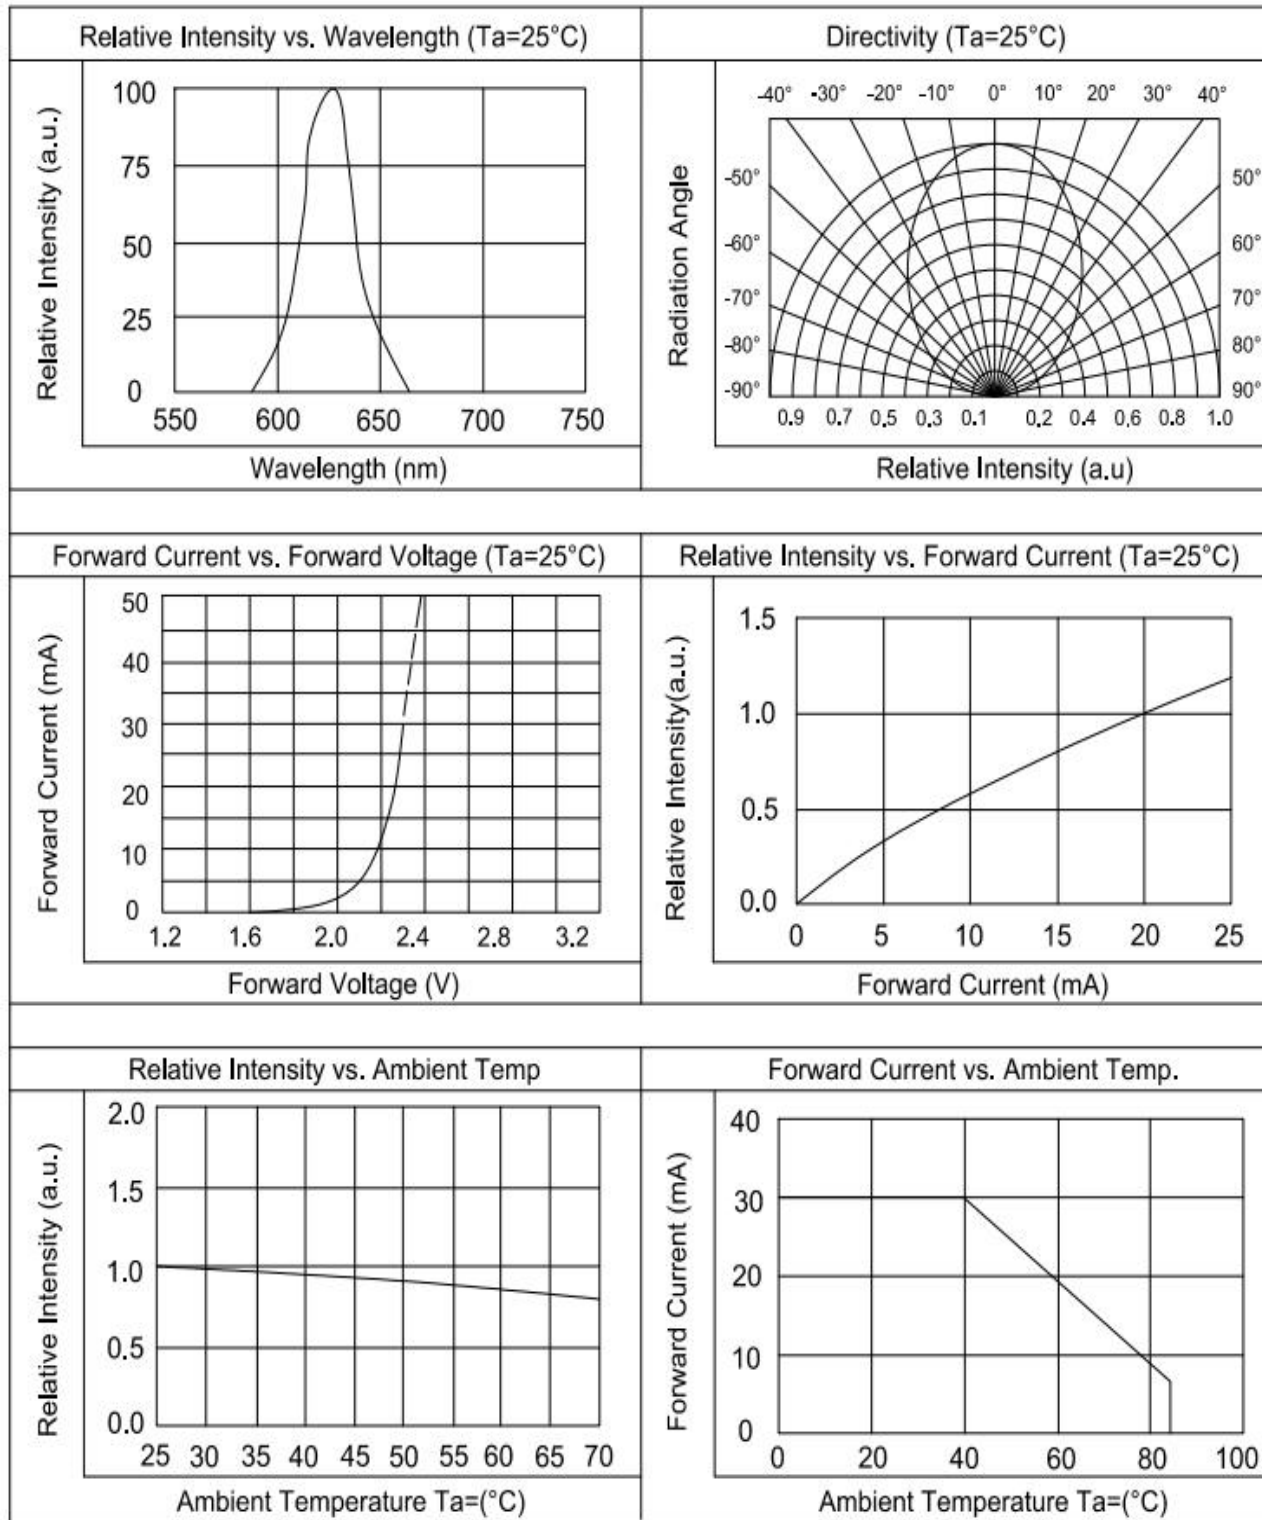 Relative Intensity vs. Wavelength (Ta=25°C)
Relative Intensity (a.u.)
100
75
50
25
0
550 600 650 700 750
Wavelength (nm)
Directivity (Ta=25°C)
Radiation Angle
-40° -30° -20° -10° 0° 10° 20° 30° 40°
-50° 50°
-60° 60°
-70° 70°
-80° 80°
-90° 90°
0.9 0.7 0.5 0.3 0.1 0.2 0.4 0.6 0.8 1.0
Relative Intensity (a.u)
Forward Current vs. Forward Voltage (Ta=25°C)
Forward Current (mA)
50
40
30
20
10
0
1.2 1.6 2.0 2.4 2.8 3.2
Forward Voltage (V)
Relative Intensity vs. Forward Current (Ta=25°C)
Relative Intensity(a.u.)
1.5
1.0
0.5
0.0
0 5 10 15 20 25
Forward Current (mA)
Relative Intensity vs. Ambient Temp
Relative Intensity (a.u.)
2.0
1.5
1.0
0.5
0.0
25 30 35 40 45 50 55 60 65 70
Ambient Temperature Ta=(°C)
Forward Current vs. Ambient Temp.
Forward Current (mA)
40
30
20
10
0
0 20 40 60 80 100
Ambient Temperature Ta=(°C)